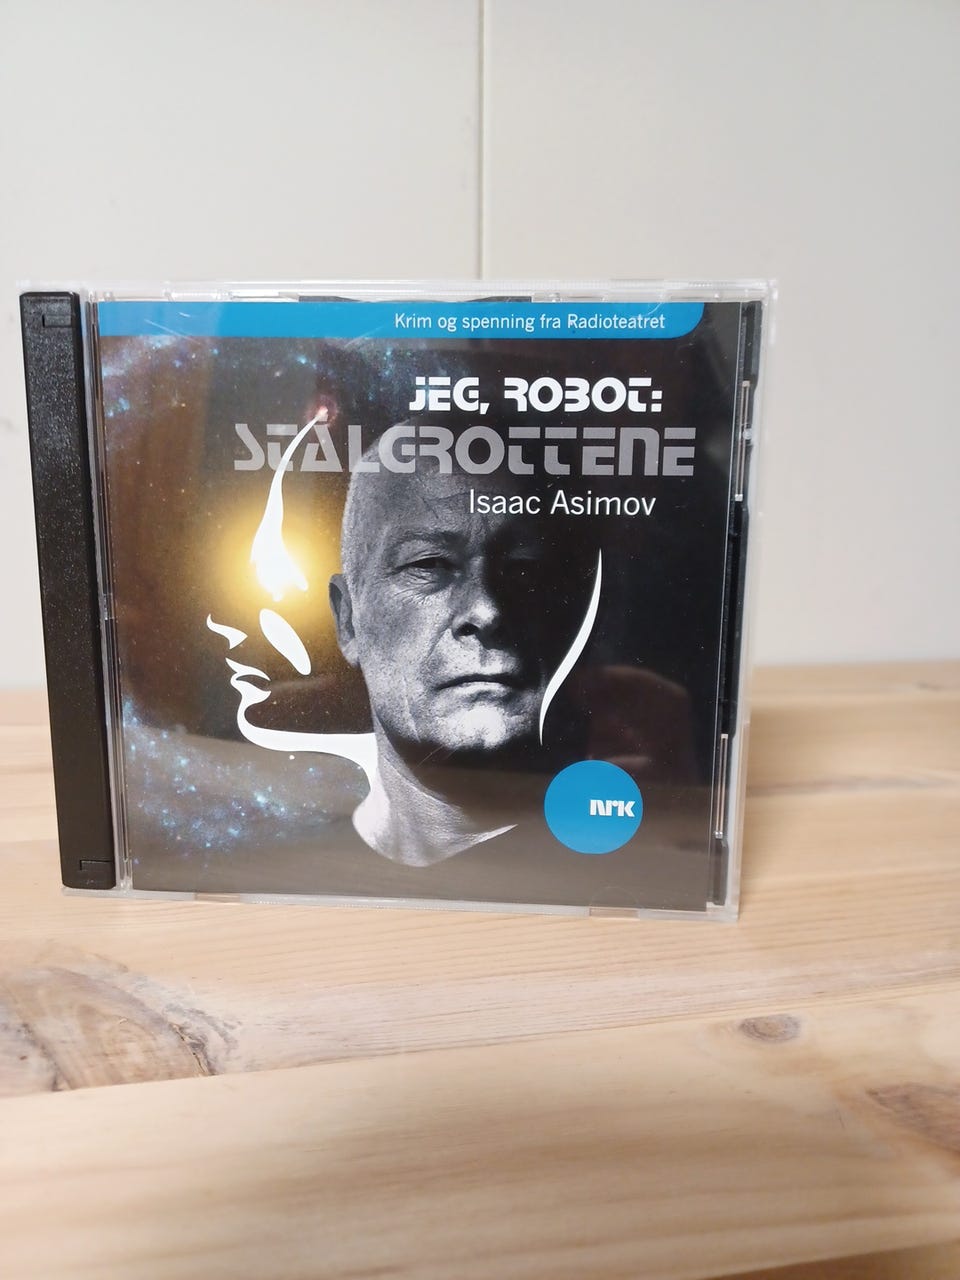 Krim og spenning fra Radioteatret
JEG, ROBOT:
STÅLGROTTENE
Isaac Asimov
NRK